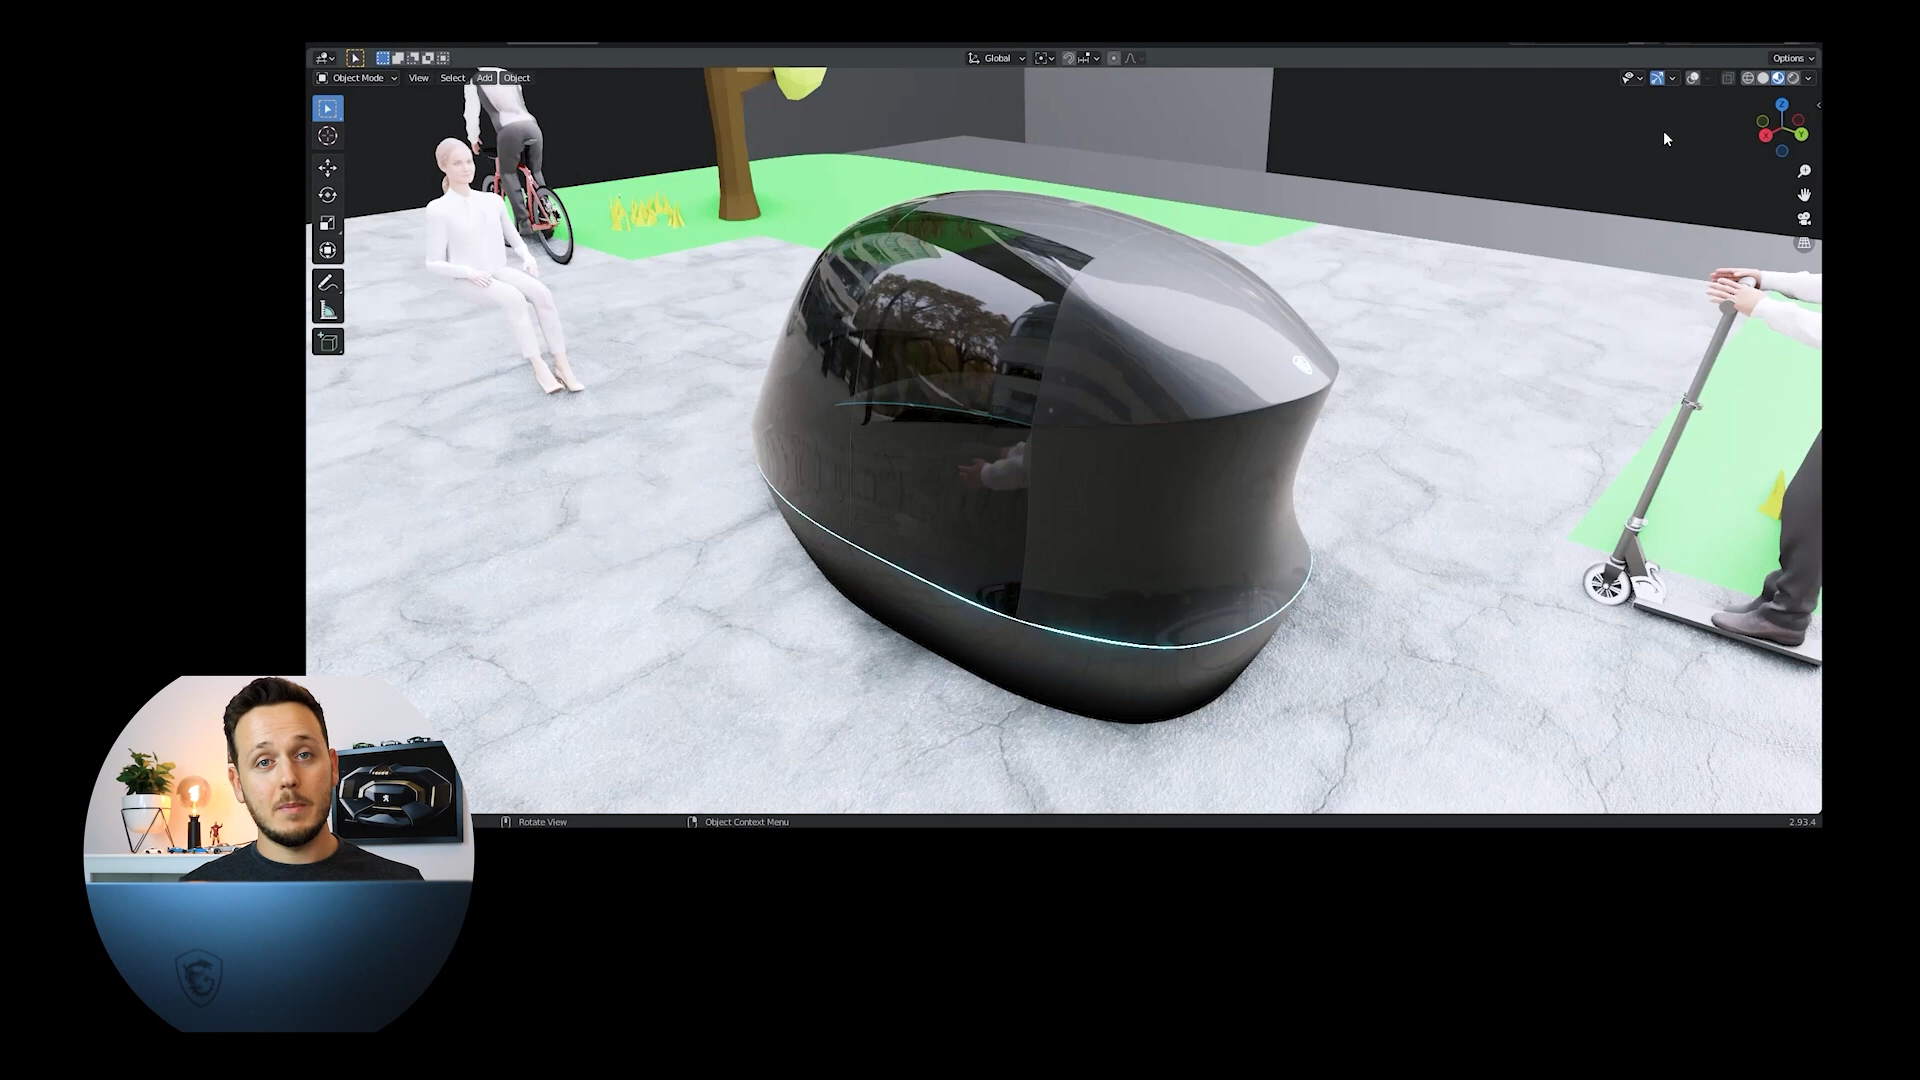 Global
Options
Object Mode
View
Select
Add
Object
Z
X
Y
Rotate View
Object Context Menu
2.93.4